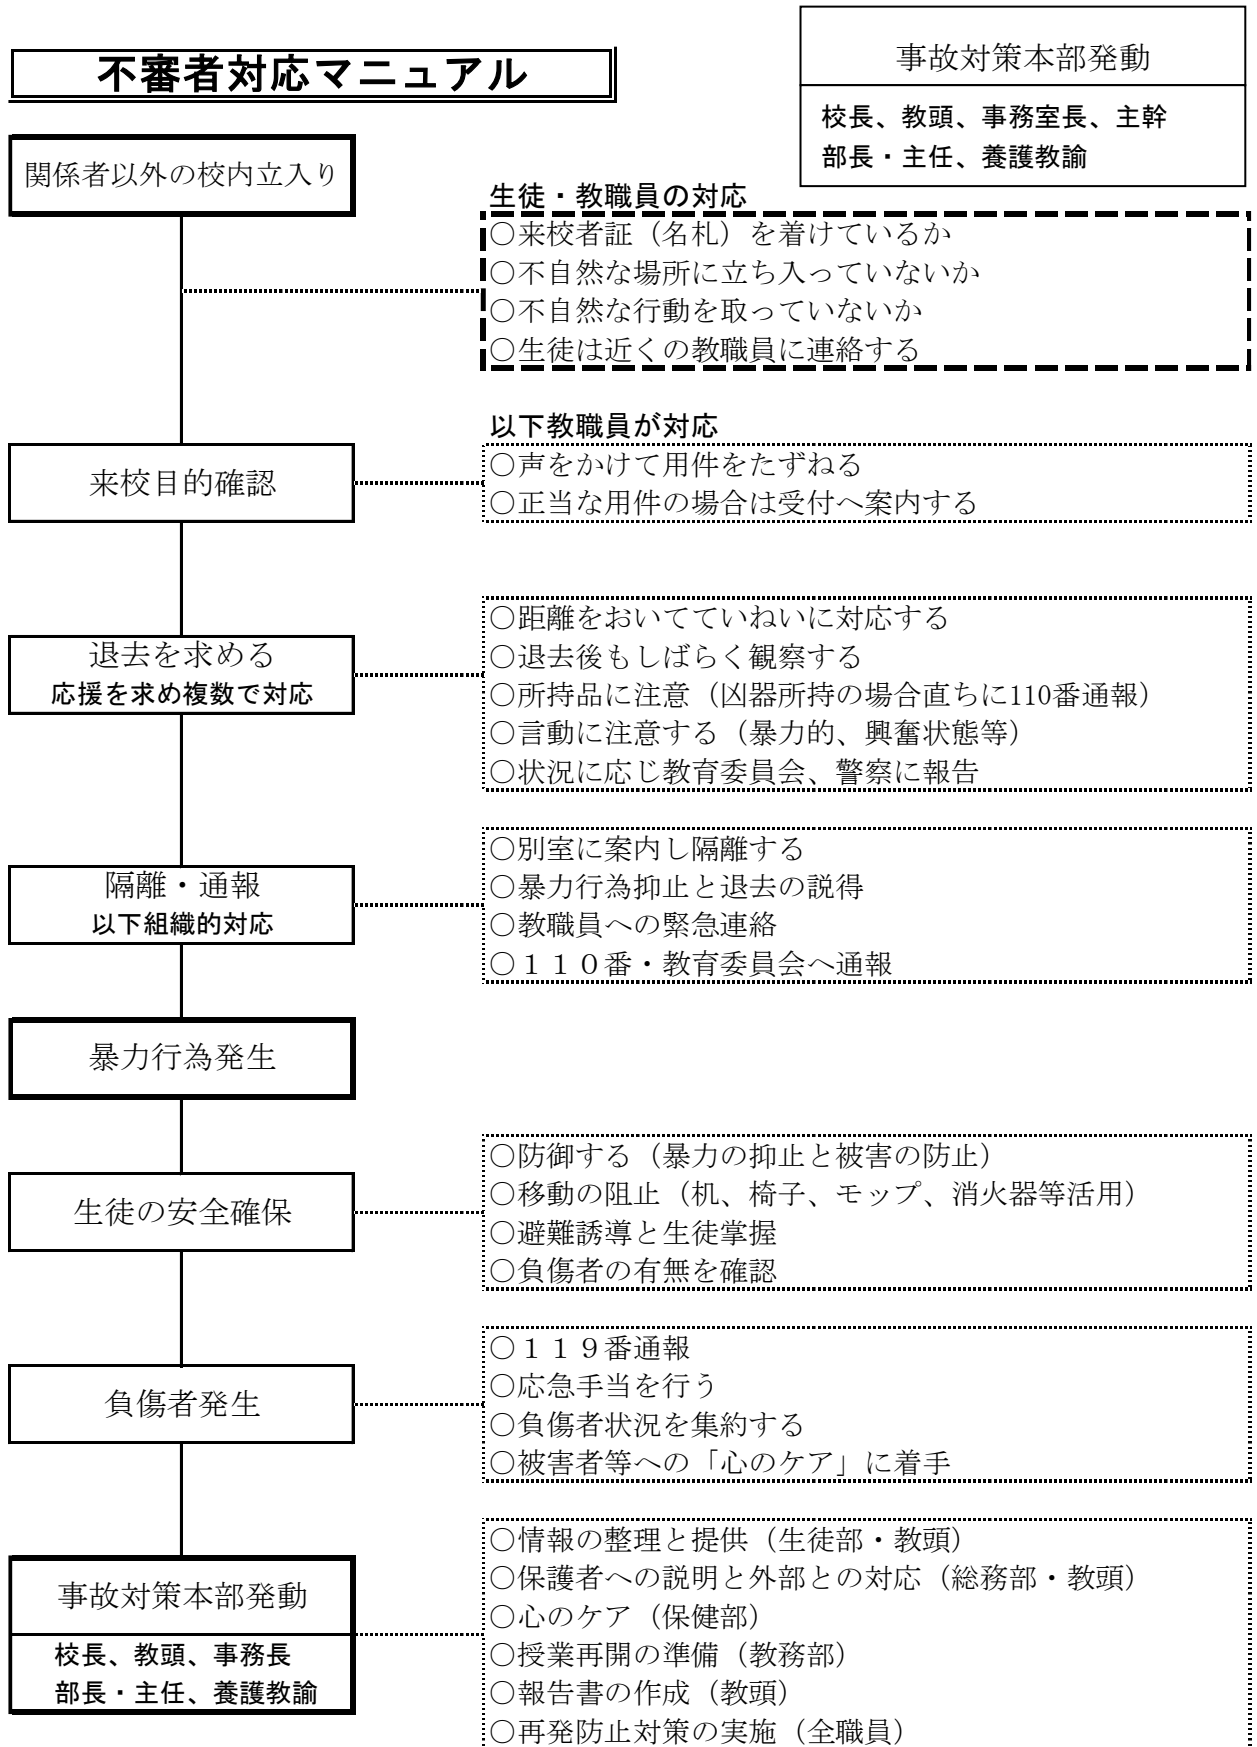 不審者対応マニュアル
事故対策本部発動
校長、教頭、事務室長、主幹
部長・主任、養護教諭
関係者以外の校内立入り
生徒・教職員の対応
○来校者証（名札）を着けているか
○不自然な場所に立ち入っていないか
○不自然な行動を取っていないか
○生徒は近くの教職員に連絡する
以下教職員が対応
来校目的確認
○声をかけて用件をたずねる
○正当な用件の場合は受付へ案内する
退去を求める
応援を求め複数で対応
○距離をおいてていねいに対応する
○退去後もしばらく観察する
○所持品に注意（凶器所持の場合直ちに110番通報）
○言動に注意する（暴力的、興奮状態等）
○状況に応じ教育委員会、警察に報告
隔離・通報
以下組織的対応
○別室に案内し隔離する
○暴力行為抑止と退去の説得
○教職員への緊急連絡
○１１０番・教育委員会へ通報
暴力行為発生
生徒の安全確保
○防御する（暴力の抑止と被害の防止）
○移動の阻止（机、椅子、モップ、消火器等活用）
○避難誘導と生徒掌握
○負傷者の有無を確認
負傷者発生
○１１９番通報
○応急手当を行う
○負傷者状況を集約する
○被害者等への「心のケア」に着手
事故対策本部発動
校長、教頭、事務長
部長・主任、養護教諭
○情報の整理と提供（生徒部・教頭）
○保護者への説明と外部との対応（総務部・教頭）
○心のケア（保健部）
○授業再開の準備（教務部）
○報告書の作成（教頭）
○再発防止対策の実施（全職員）